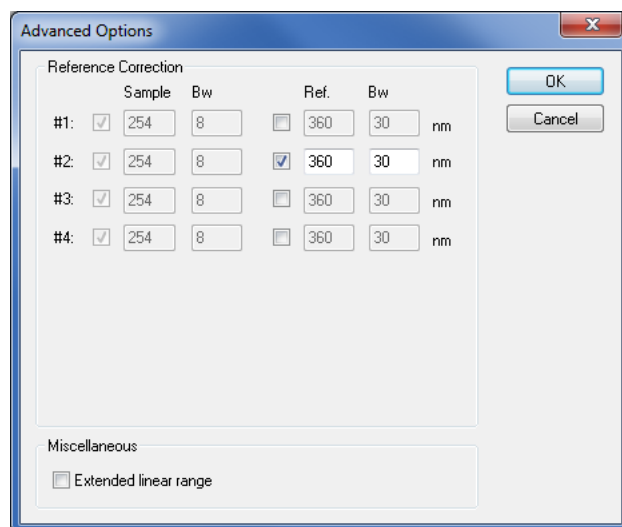 Advanced Options
Reference Correction
Sample Bw Ref. Bw
#1: 254 8 360 30 nm
#2: 254 8 360 30 nm
#3: 254 8 360 30 nm
#4: 254 8 360 30 nm
OK
Cancel
Miscellaneous
Extended linear range